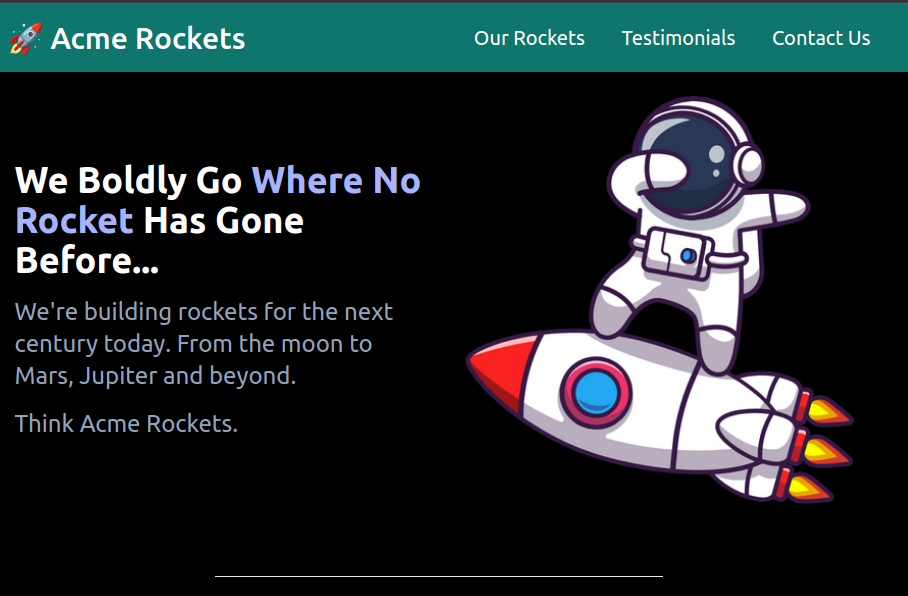 🚀 Acme Rockets
Our Rockets
Testimonials
Contact Us
We Boldly Go Where No
Rocket Has Gone
Before...
We're building rockets for the next
century today. From the moon to
Mars, Jupiter and beyond.
Think Acme Rockets.